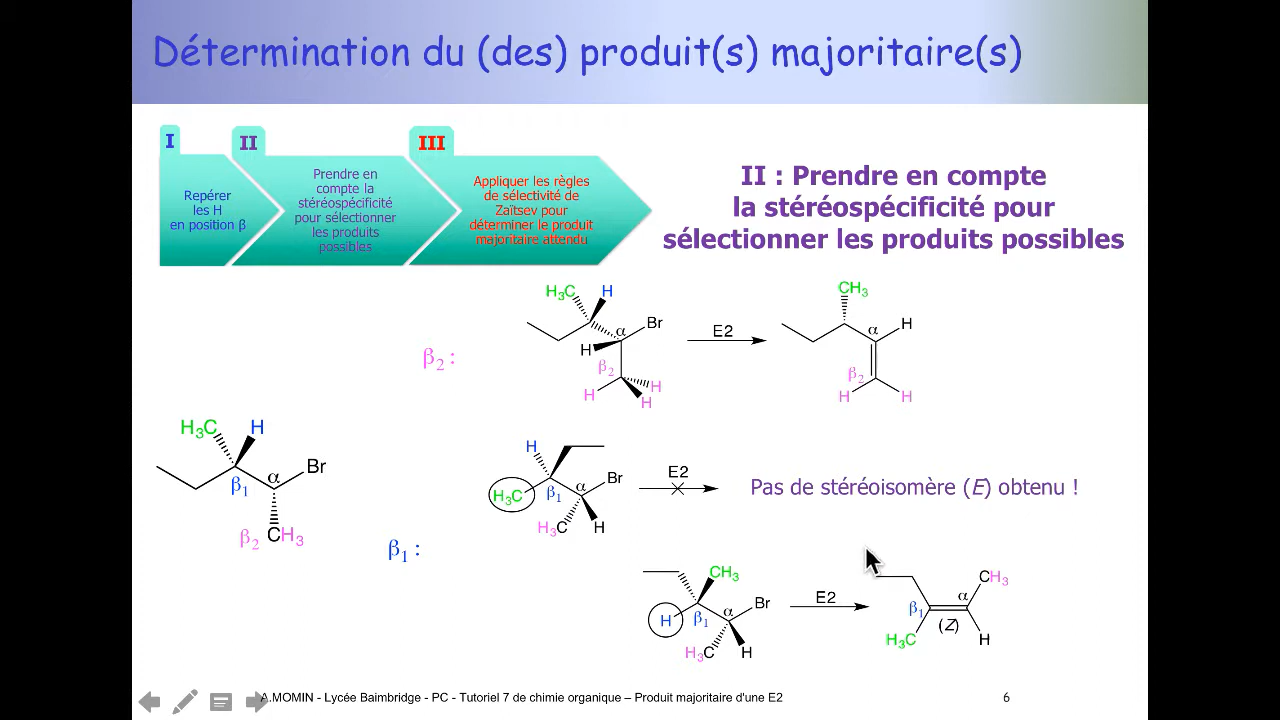 Détermination du (des) produit(s) majoritaire(s)
I
II
III
Repérer
les H
en position β
Prendre en
compte la
stéréospécificité
pour sélectionner
les produits
possibles
Appliquer les règles
de sélectivité de
Zaïtsev pour
déterminer le produit
majoritaire attendu
II : Prendre en compte
la stéréospécificité pour
sélectionner les produits possibles
β2 :
H3C
H
α
Br
H
β2
H
H
H
E2
CH3
α
H
β2
H
H
H3C
H
α
Br
β1
β2
CH3
β1 :
H
H3C
β1
α
Br
H3C
H
E2
Pas de stéréoisomère (E) obtenu !
CH3
H
β1
α
Br
H3C
H
E2
CH3
β1
α
(Z)
H3C
H
A.MOMIN - Lycée Baimbridge - PC - Tutoriel 7 de chimie organique – Produit majoritaire d'une E2
6